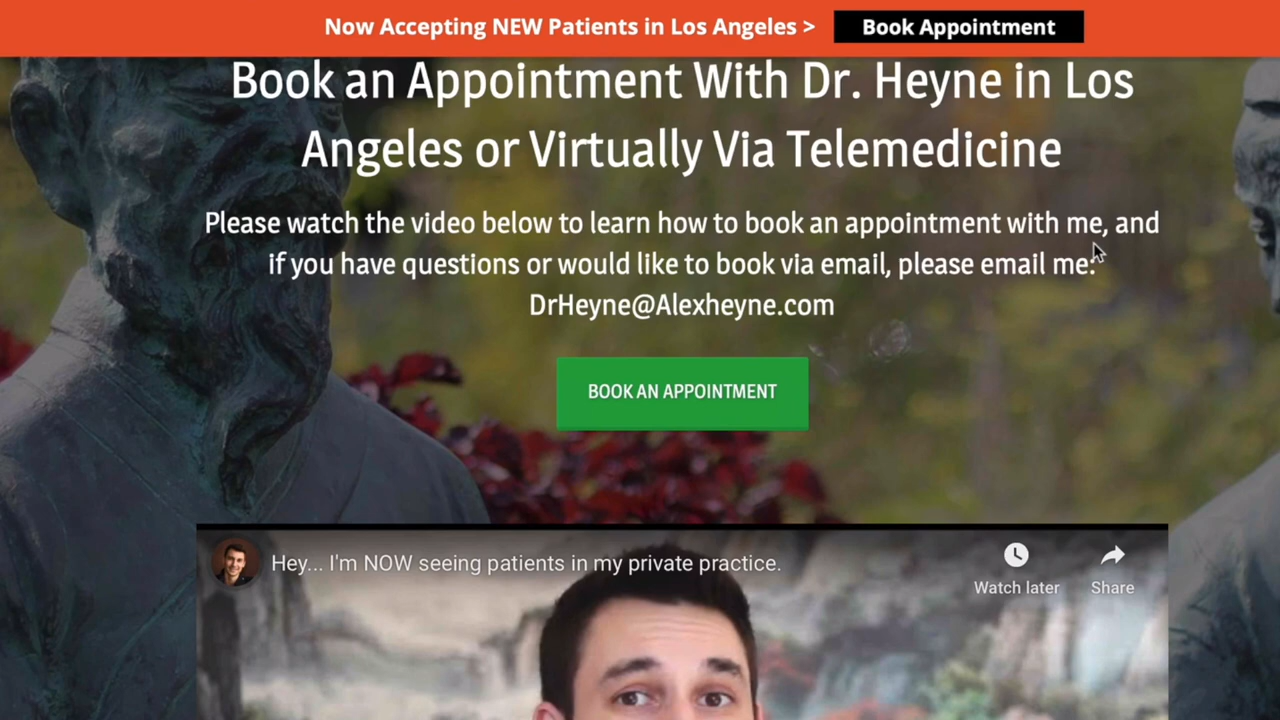 Now Accepting NEW Patients in Los Angeles > Book Appointment
Book an Appointment With Dr. Heyne in Los
Angeles or Virtually Via Telemedicine
Please watch the video below to learn how to book an appointment with me, and
if you have questions or would like to book via email, please email me:
DrHeyne@Alexheyne.com
BOOK AN APPOINTMENT
Hey... I'm NOW seeing patients in my private practice.
Watch later Share